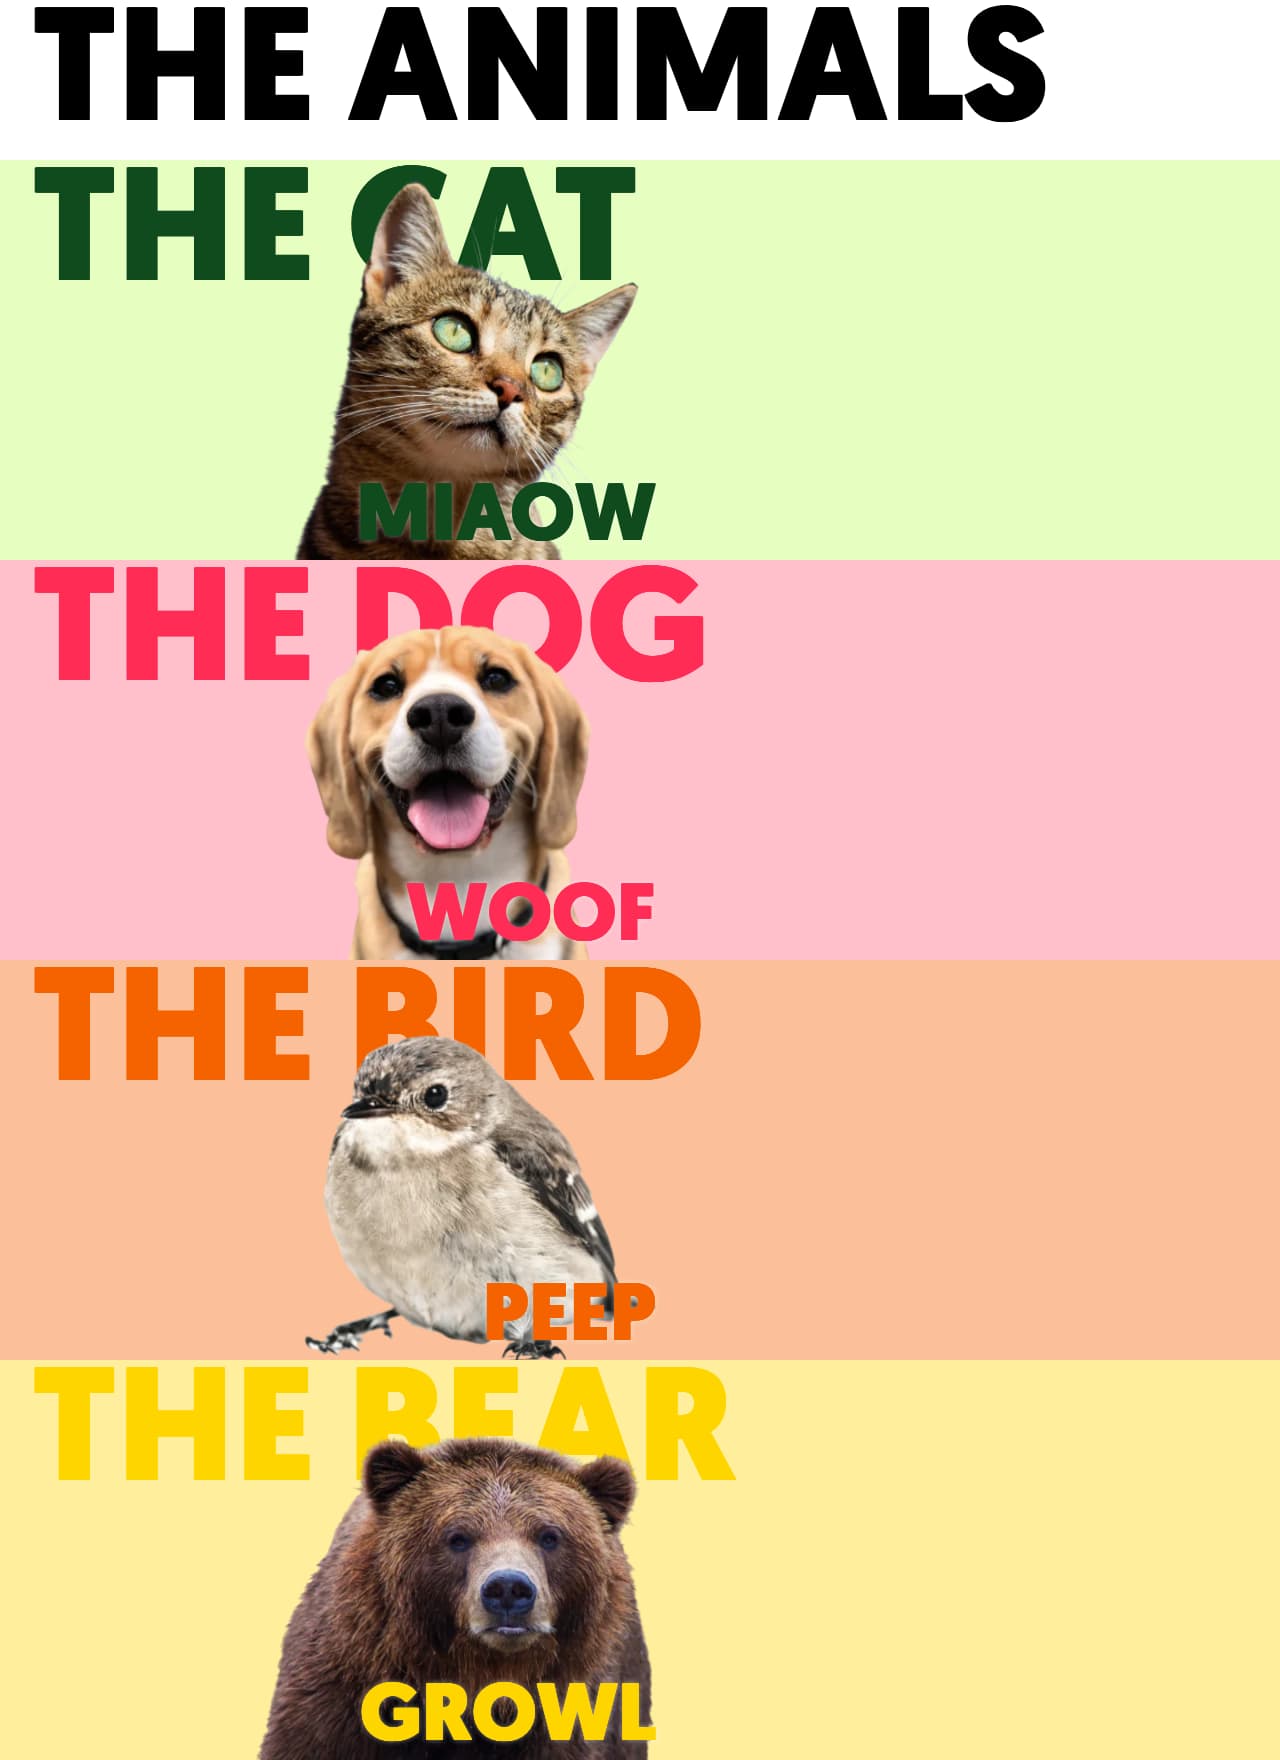 THE ANIMALS
THE CAT
MIAOW
THE DOG
WOOF
THE BIRD
PEEP
THE BEAR
GROWL